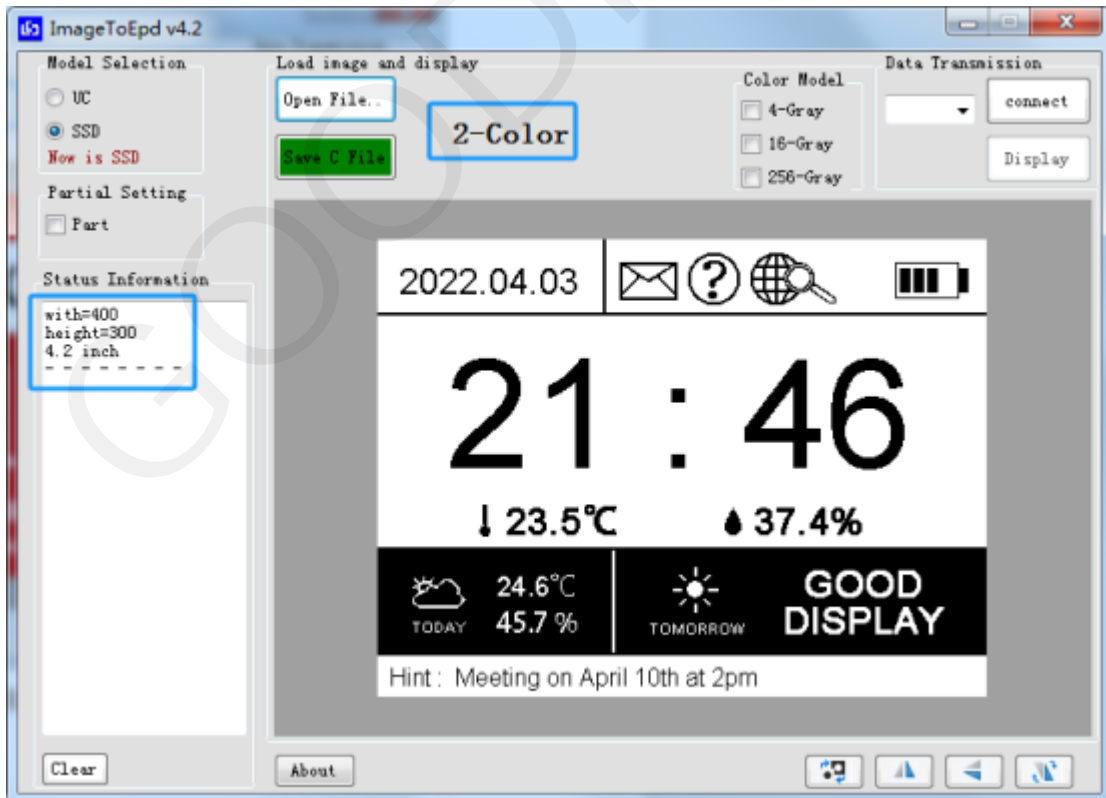 ImageToEpd v4.2
Model Selection
UC
SSD
Now is SSD
Partial Setting
Part
Status Information
with=400
height=300
4.2 inch
- - - - - - - -
Clear
Load image and display
Open File..
Save C File
2-Color
Color Model
4-Gray
16-Gray
256-Gray
Data Transmission
connect
Display
2022.04.03
21 : 46
23.5℃
37.4%
24.6°C
45.7 %
TODAY
TOMORROW
GOOD
DISPLAY
Hint : Meeting on April 10th at 2pm
About